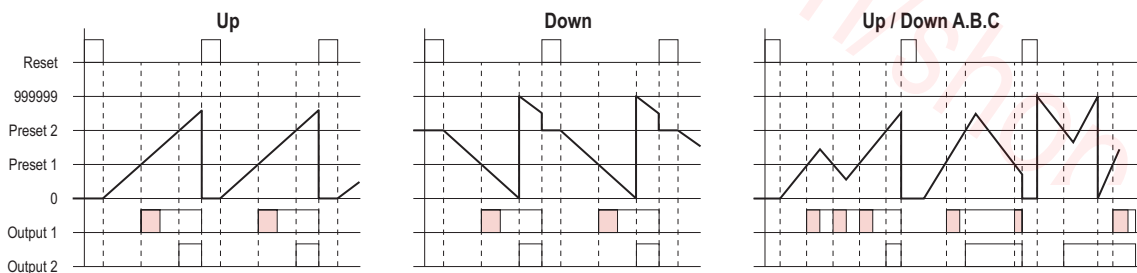 Up
Down
Up / Down A.B.C
Reset
999999
Preset 2
Preset 1
0
Output 1
Output 2